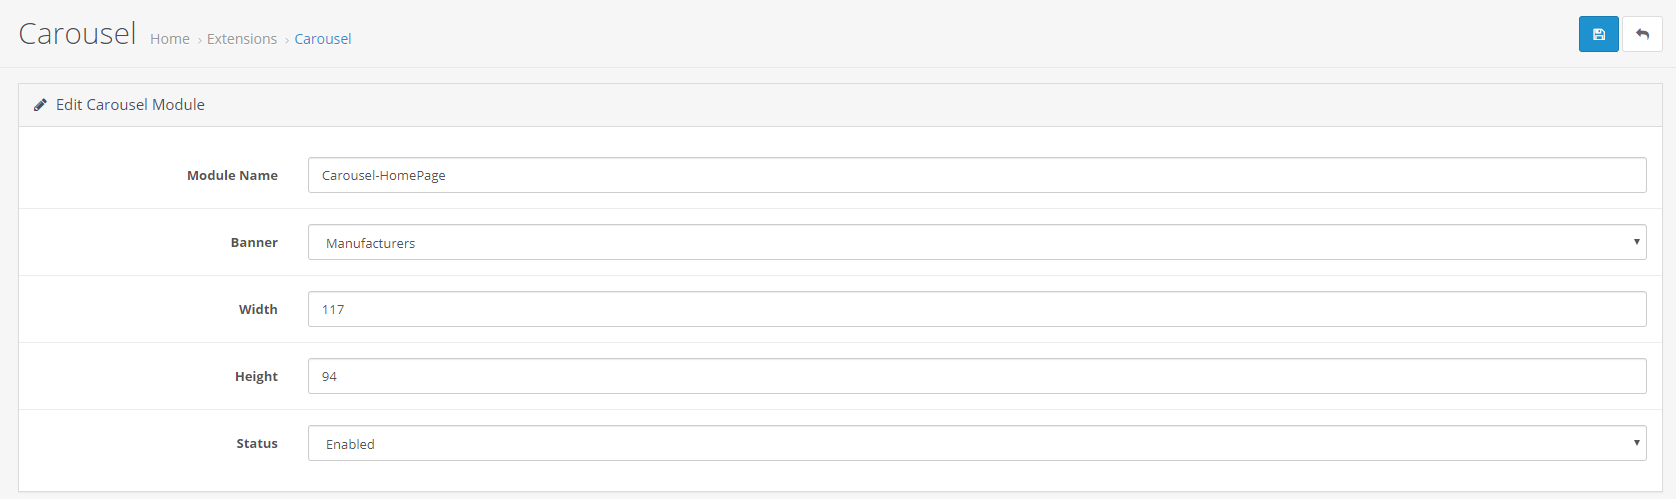 Carousel Home › Extensions › Carousel
Edit Carousel Module
Module Name Carousel-HomePage
Banner Manufacturers
Width 117
Height 94
Status Enabled